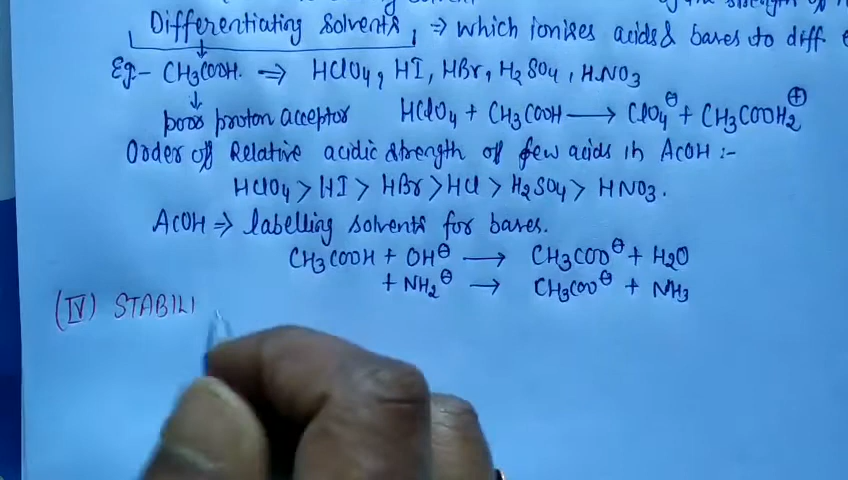 Differentiating Solvents ⇒ which ionises acids & bases to diff
Eg- CH3COOH. ⇒ HClO4, HI, HBr, H2SO4, HNO3
↓ poor proton acceptor HClO4 + CH3COOH ⟶ ClO4⊖ + CH3COOH2⊕
Order of Relative acidic strength of few acids in AcOH :-
HClO4 > HI > HBr > HCl > H2SO4 > HNO3.
AcOH ⇒ labelling solvents for bases.
CH3COOH + OH⊖ ⟶ CH3COO⊖ + H2O
+ NH2⊖ ⟶ CH3COO⊖ + NH3
(IV) STABILI